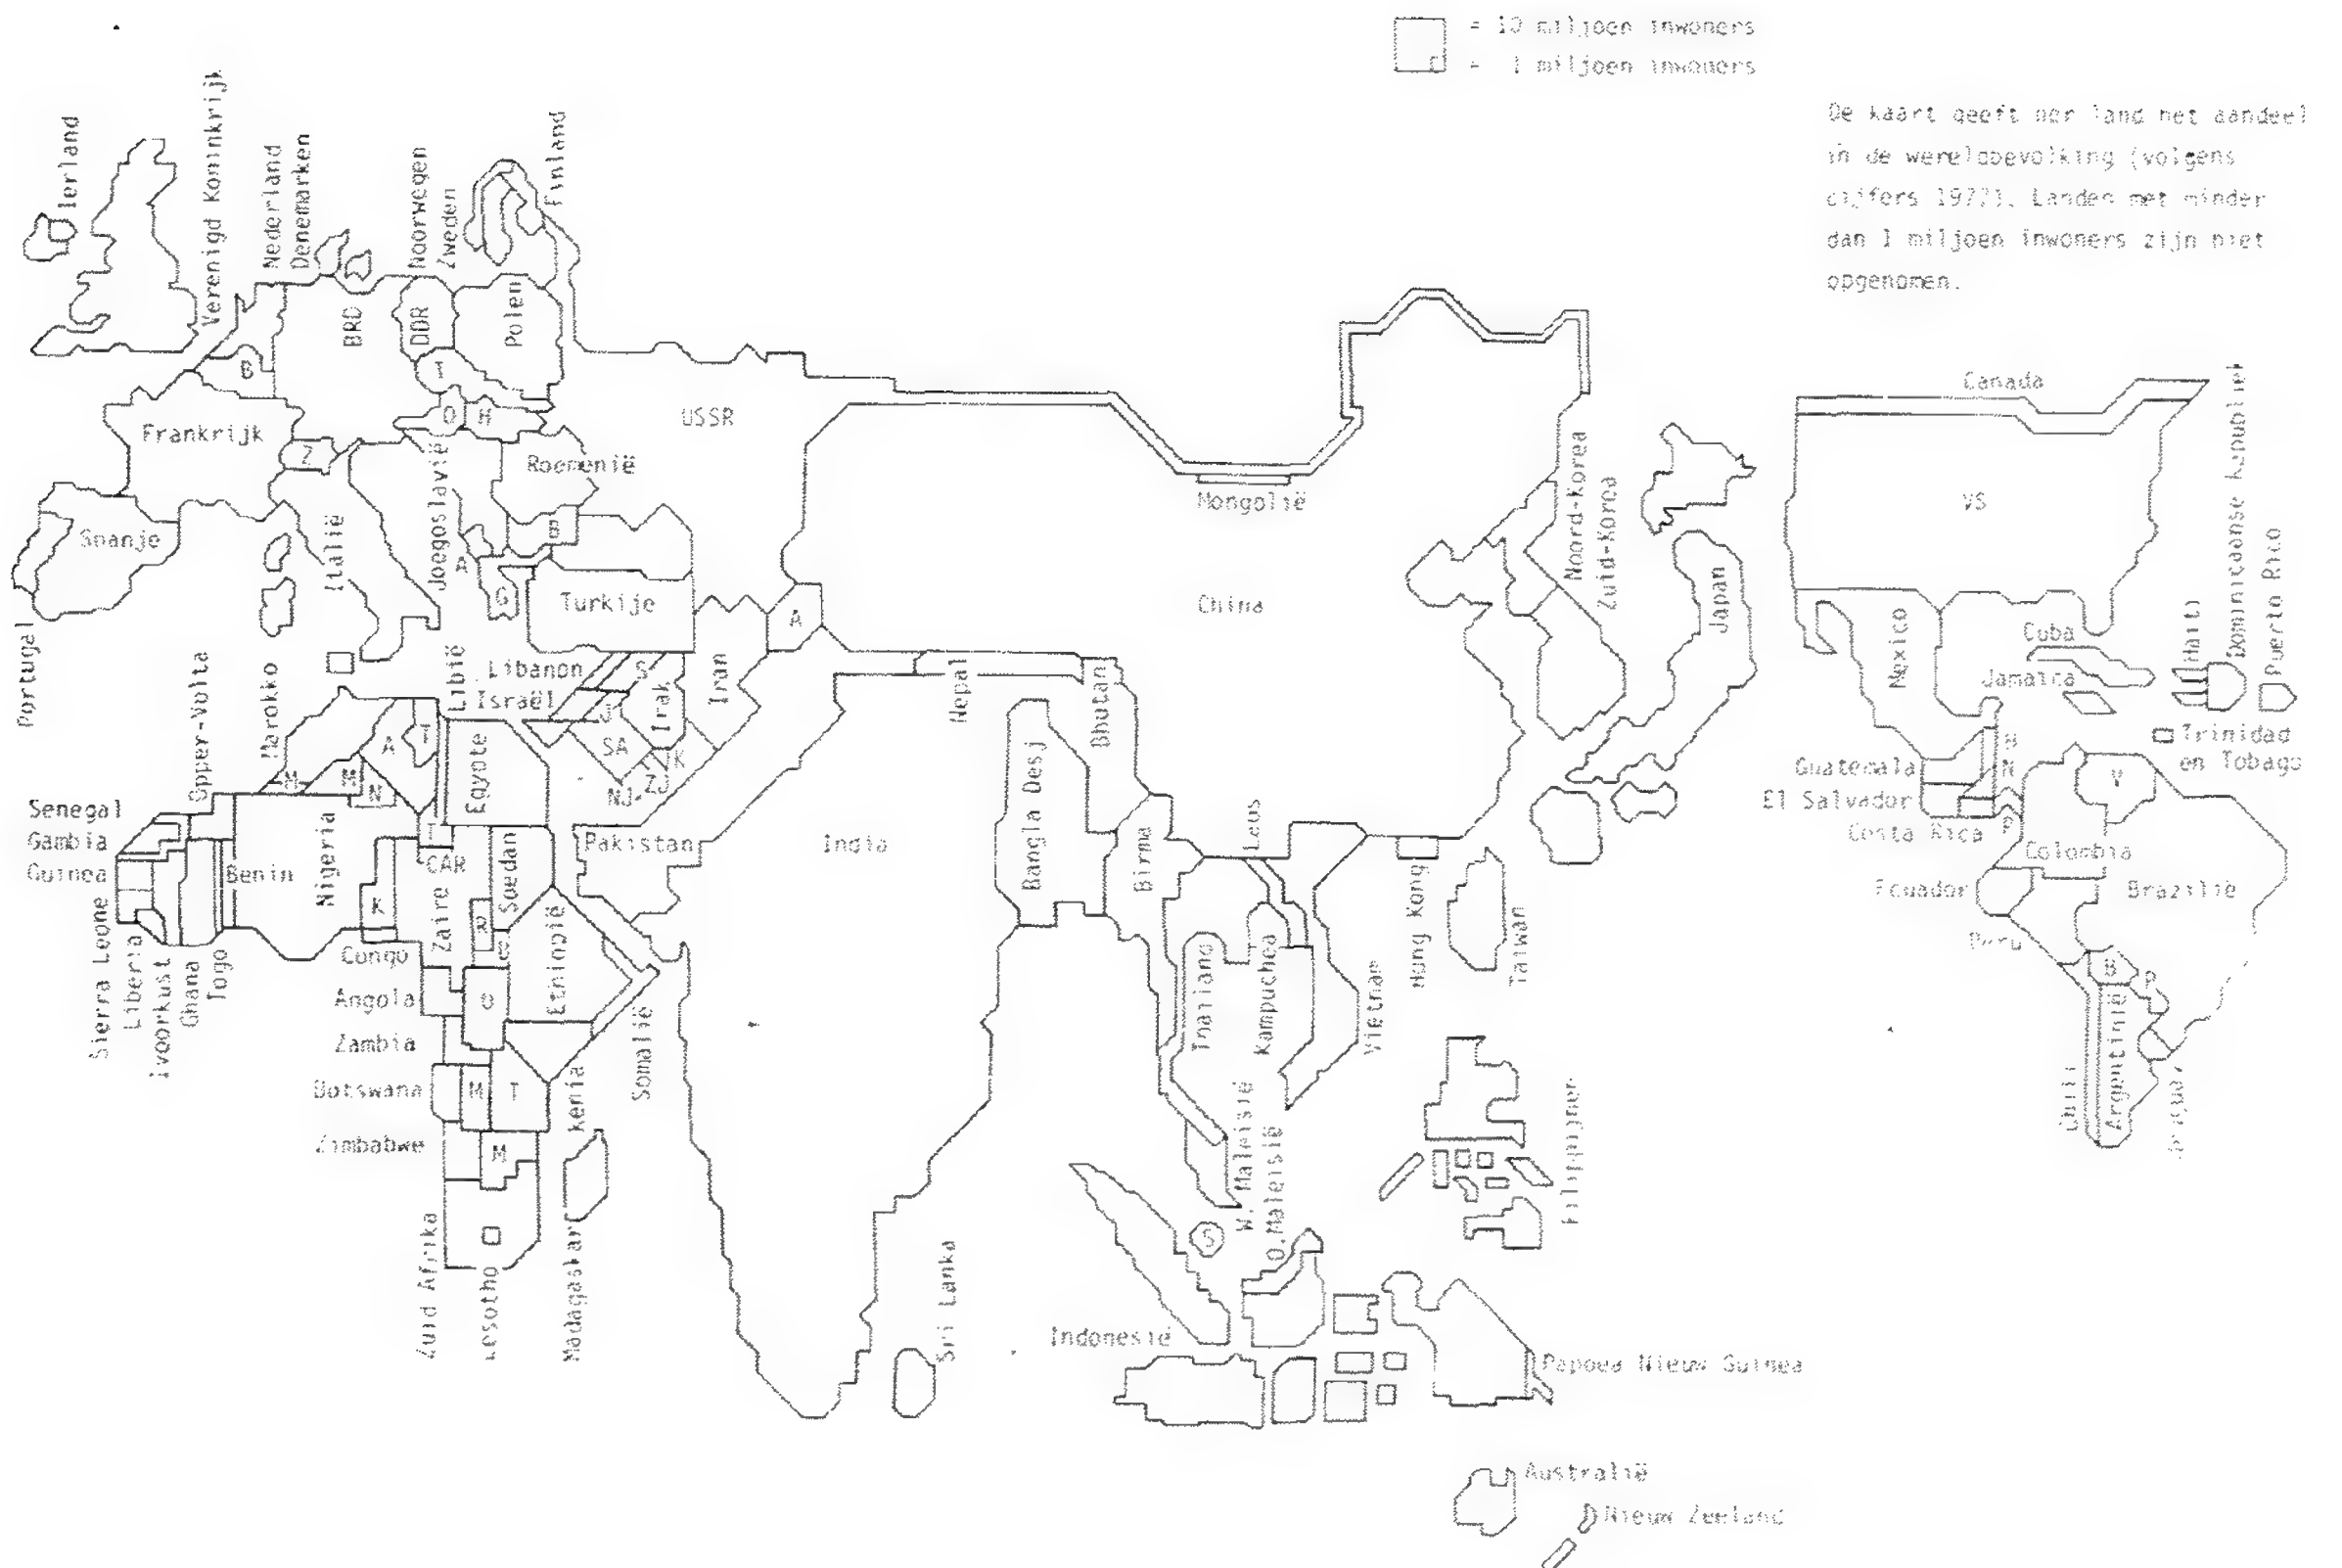 = 10 miljoen inwoners
= 1 miljoen inwoners
De kaart geeft per land het aandeel
in de wereldbevolking (volgens
cijfers 1977). Landen met minder
dan 1 miljoen inwoners zijn niet
opgenomen.
Ierland
Verenigd Koninkrijk
Nederland
Denemarken
Noorwegen
Zweden
Finland
BRD
DDR
Polen
T
B
O
H
Frankrijk
Z
Spanje
Portugal
Italië
Joegoslavië
Roemenië
B
A
G
Turkije
USSR
Mongolië
China
A
Noord-Korea
Zuid-Korea
Japan
Canada
VS
Mexico
Cuba
Jamaica
Haïti
Dominicaanse Republiek
Puerto Rico
Trinidad
en Tobago
Guatemala
El Salvador
Costa Rica
H
N
P
V
Colombia
Ecuador
Brazilië
Peru
B
P
Chili
Argentinië
Libanon
Israël
S
J
Irak
Iran
SA
K
ZJ
NJ
Nepal
Bhutan
Libië
Opper-Volta
Marokko
M
M
N
A
T
Egypte
Senegal
Gambia
Guinea
Sierra Leone
Liberia
Ivoorkust
Ghana
Togo
Benin
Nigeria
K
T
CAR
Soedan
Zaire
Congo
R
B
Ethiopië
Somalië
Angola
O
Zambia
Botswana
M
T
Kenia
Zimbabwe
M
Zuid Afrika
Lesotho
Madagaskar
Pakistan
India
Bangla Desj
Birma
Laos
Hong Kong
Taiwan
Thailand
Kampuchea
Vietnam
W. Maleisië
O.Maleisië
S
Filippijnen
Sri Lanka
Indonesië
Papoea Nieuw Guinea
Australië
Nieuw Zeeland